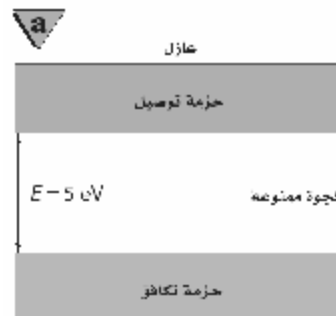 a
عازل
حزمة توصيل
E = 5 eV
فجوة ممنوعة
حزمة تكافؤ